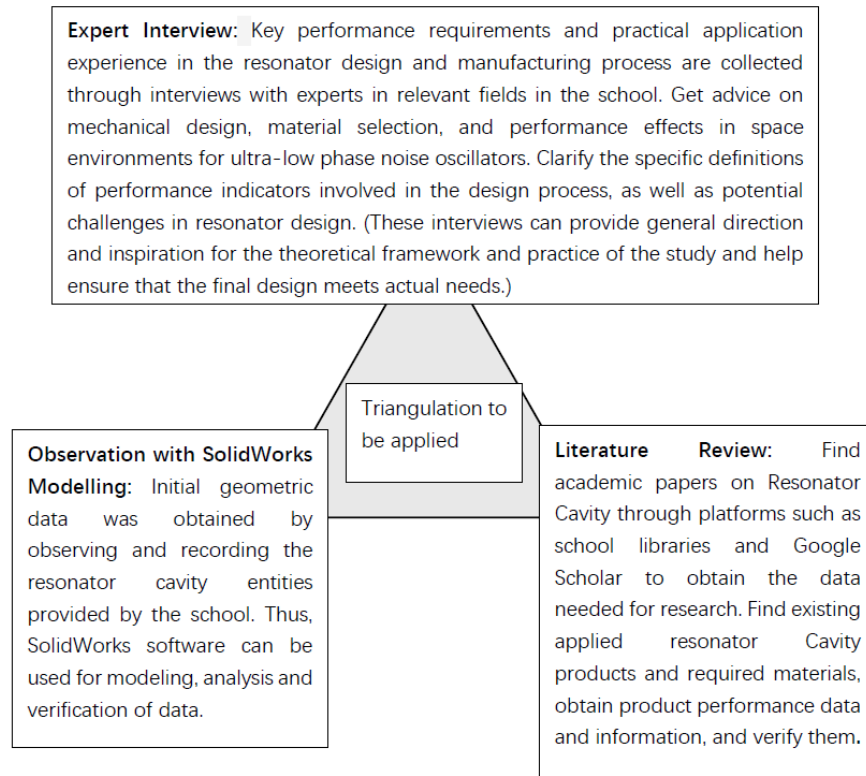 Expert Interview: Key performance requirements and practical application
experience in the resonator design and manufacturing process are collected
through interviews with experts in relevant fields in the school. Get advice on
mechanical design, material selection, and performance effects in space
environments for ultra-low phase noise oscillators. Clarify the specific definitions
of performance indicators involved in the design process, as well as potential
challenges in resonator design. (These interviews can provide general direction
and inspiration for the theoretical framework and practice of the study and help
ensure that the final design meets actual needs.)
Triangulation to
be applied
Observation with SolidWorks
Modelling: Initial geometric
data was obtained by
observing and recording the
resonator cavity entities
provided by the school. Thus,
SolidWorks software can be
used for modeling, analysis and
verification of data.
Literature Review: Find
academic papers on Resonator
Cavity through platforms such as
school libraries and Google
Scholar to obtain the data
needed for research. Find existing
applied resonator Cavity
products and required materials,
obtain product performance data
and information, and verify them.